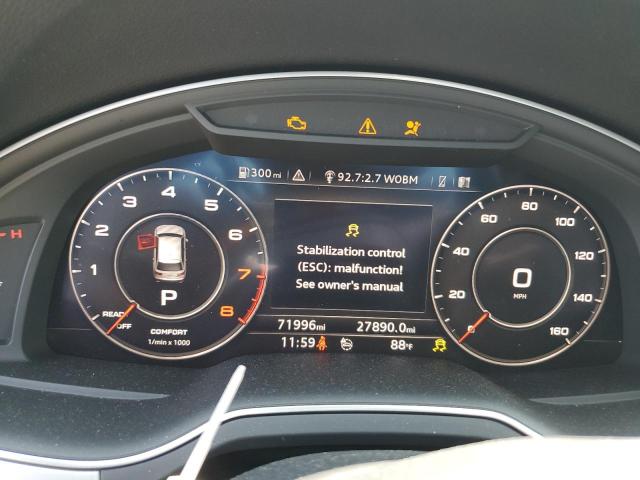 300 mi
92.7:2.7 WOBM
H
1
2
3
4
5
6
7
8
READY
OFF
P
COMFORT
1/min x 1000
Stabilization control
(ESC): malfunction!
See owner's manual
0
20
40
60
80
100
120
140
160
0
MPH
71996mi
27890.0mi
11:59
88°F